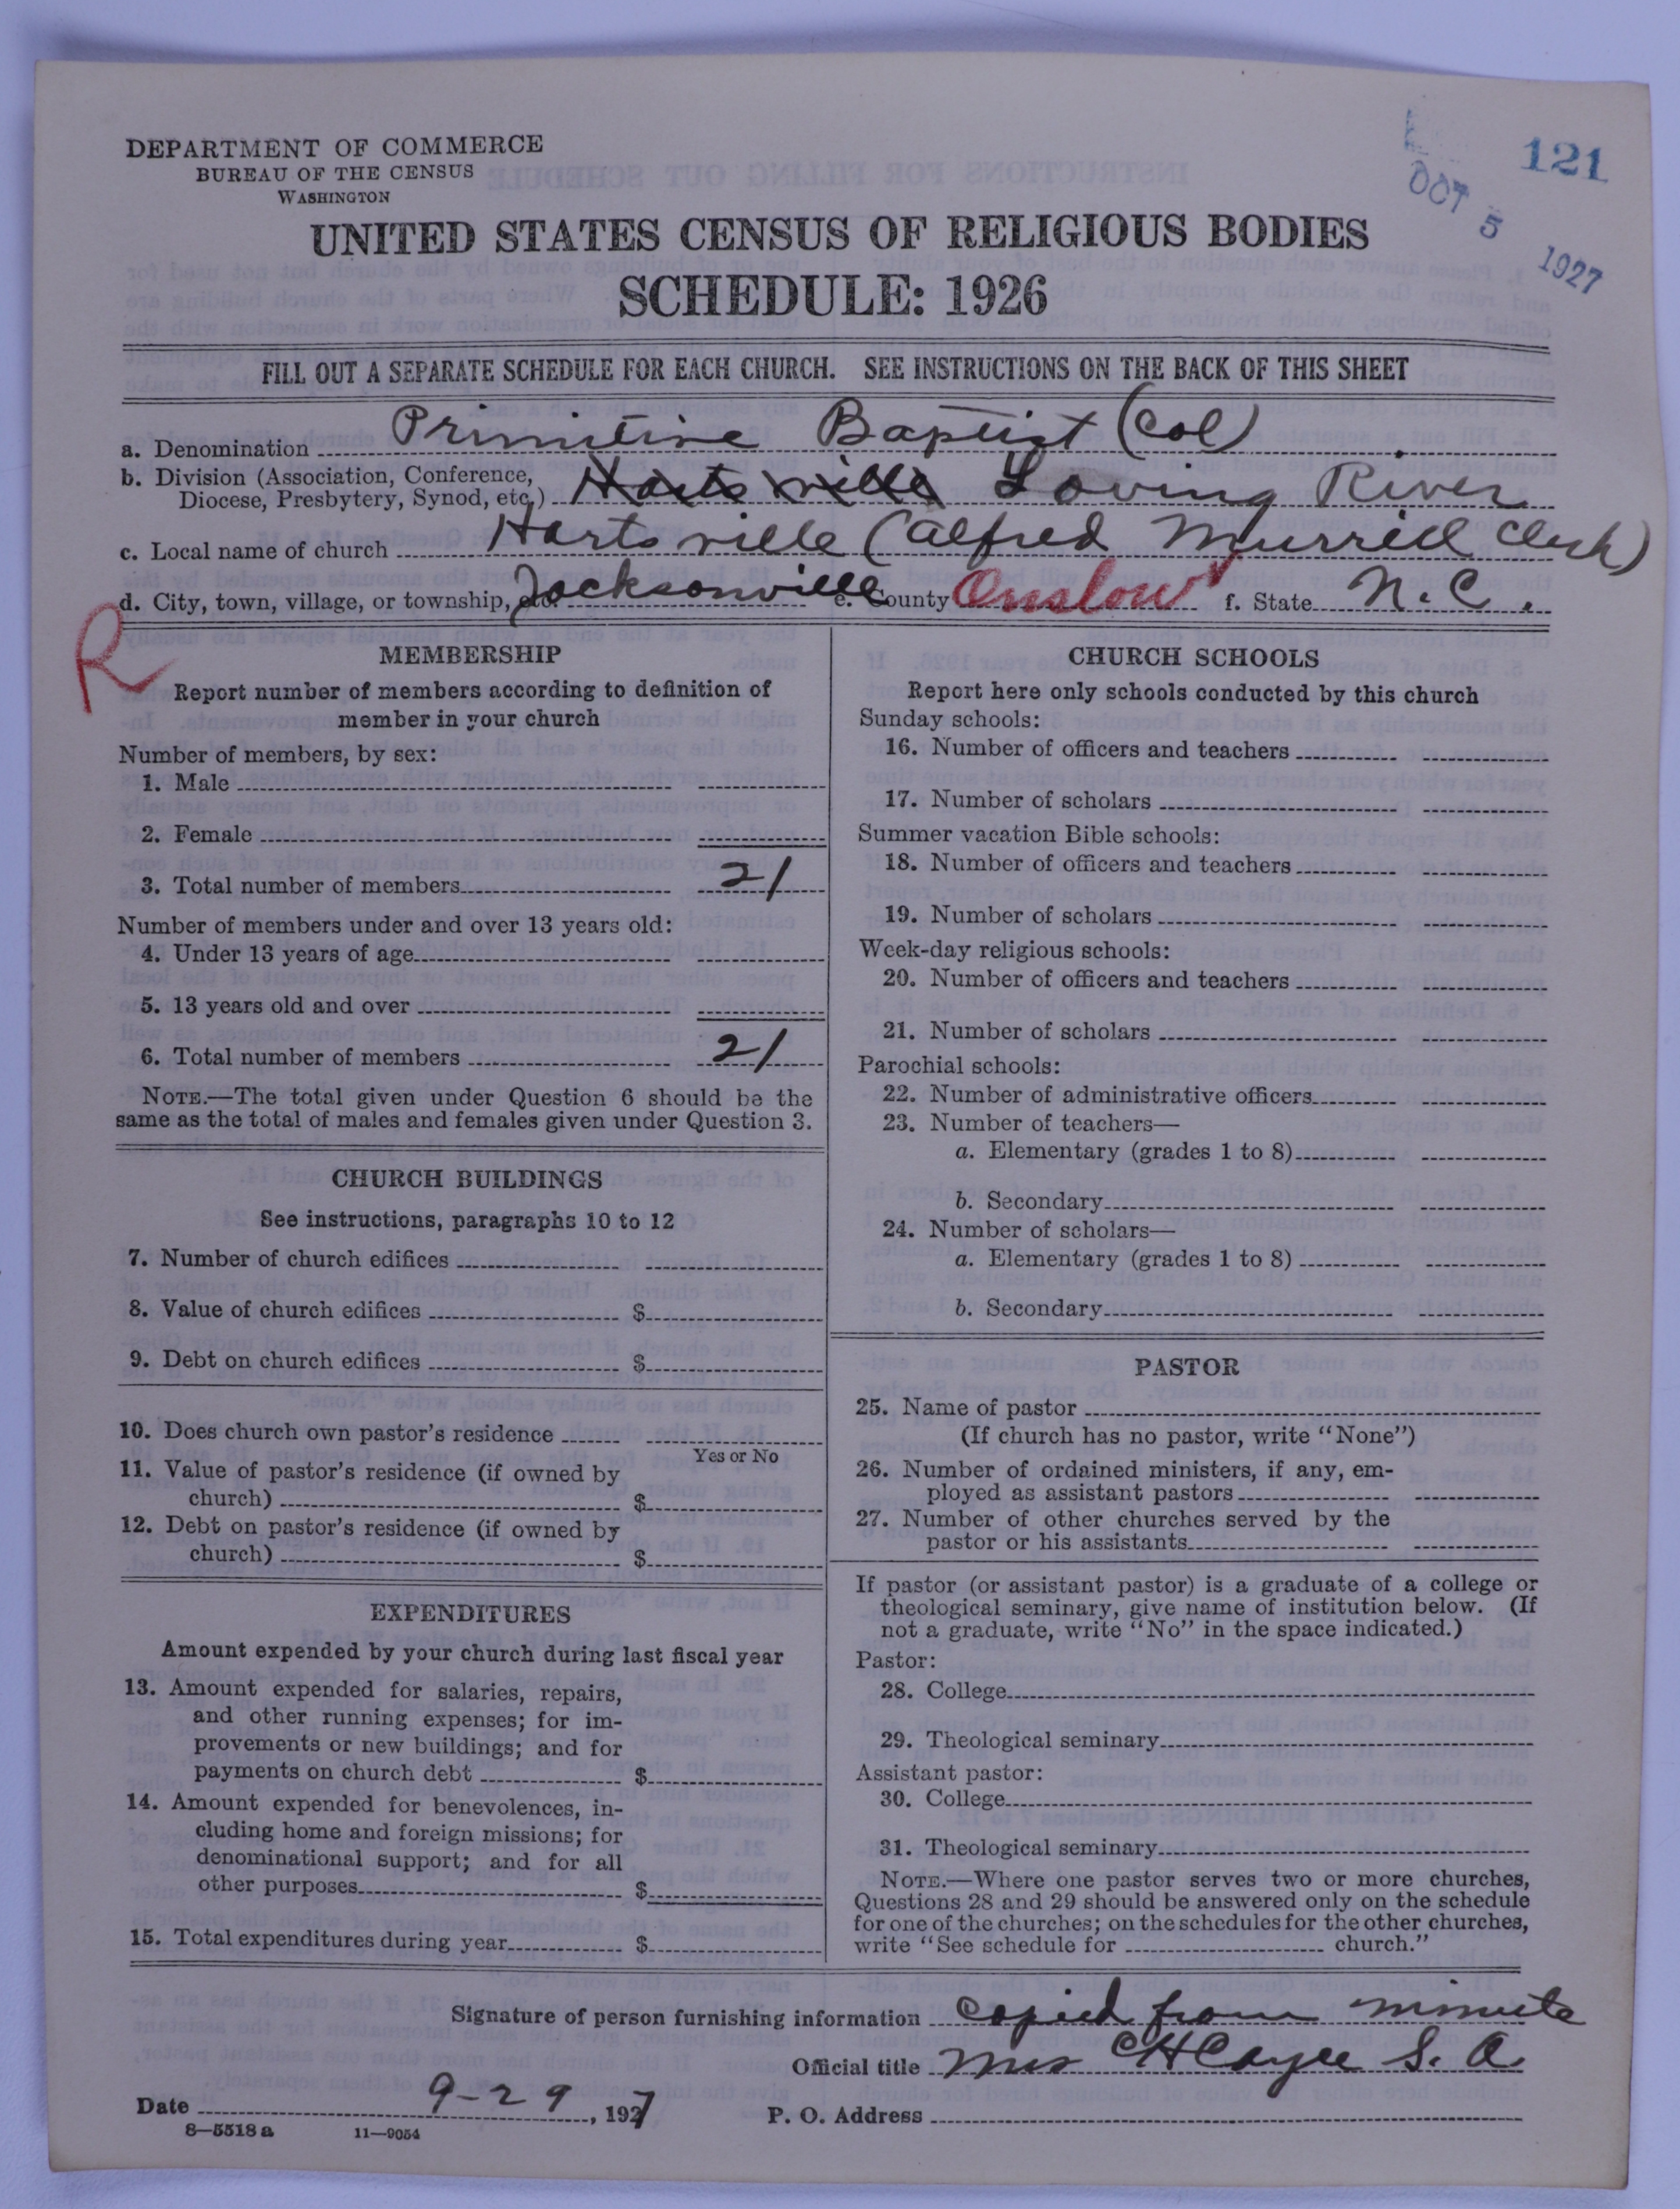 DEPARTMENT OF COMMERCE
BUREAU OF THE CENSUS
WASHINGTON
121
OCT 5 1927
UNITED STATES CENSUS OF RELIGIOUS BODIES
SCHEDULE: 1926
FILL OUT A SEPARATE SCHEDULE FOR EACH CHURCH. SEE INSTRUCTIONS ON THE BACK OF THIS SHEET
a. Denomination Primitive Baptist (Col)
b. Division (Association, Conference,
Diocese, Presbytery, Synod, etc.) Hartsville Loving River
c. Local name of church Hartsville (Alfred Murrill Clerk)
d. City, town, village, or township, etc. Jacksonville e. County Onslow f. State N.C.
R
MEMBERSHIP
Report number of members according to definition of
member in your church
Number of members, by sex:
1. Male
2. Female
3. Total number of members 21
Number of members under and over 13 years old:
4. Under 13 years of age
5. 13 years old and over
6. Total number of members 21
NOTE.—The total given under Question 6 should be the
same as the total of males and females given under Question 3.
CHURCH BUILDINGS
See instructions, paragraphs 10 to 12
7. Number of church edifices
8. Value of church edifices $
9. Debt on church edifices $
10. Does church own pastor's residence
Yes or No
11. Value of pastor's residence (if owned by
church) $
12. Debt on pastor's residence (if owned by
church) $
EXPENDITURES
Amount expended by your church during last fiscal year
13. Amount expended for salaries, repairs,
and other running expenses; for im-
provements or new buildings; and for
payments on church debt $
14. Amount expended for benevolences, in-
cluding home and foreign missions; for
denominational support; and for all
other purposes $
15. Total expenditures during year $
CHURCH SCHOOLS
Report here only schools conducted by this church
Sunday schools:
16. Number of officers and teachers
17. Number of scholars
Summer vacation Bible schools:
18. Number of officers and teachers
19. Number of scholars
Week-day religious schools:
20. Number of officers and teachers
21. Number of scholars
Parochial schools:
22. Number of administrative officers
23. Number of teachers—
a. Elementary (grades 1 to 8)
b. Secondary
24. Number of scholars—
a. Elementary (grades 1 to 8)
b. Secondary
PASTOR
25. Name of pastor
(If church has no pastor, write "None")
26. Number of ordained ministers, if any, em-
ployed as assistant pastors
27. Number of other churches served by the
pastor or his assistants
If pastor (or assistant pastor) is a graduate of a college or
theological seminary, give name of institution below. (If
not a graduate, write "No" in the space indicated.)
Pastor:
28. College
29. Theological seminary
Assistant pastor:
30. College
31. Theological seminary
NOTE.—Where one pastor serves two or more churches,
Questions 28 and 29 should be answered only on the schedule
for one of the churches; on the schedules for the other churches,
write "See schedule for church."
Signature of person furnishing information Copied from minute
Official title Mrs C H Cayce S. A.
Date 9-29, 1927 P. O. Address
8—5518 a 11—9054